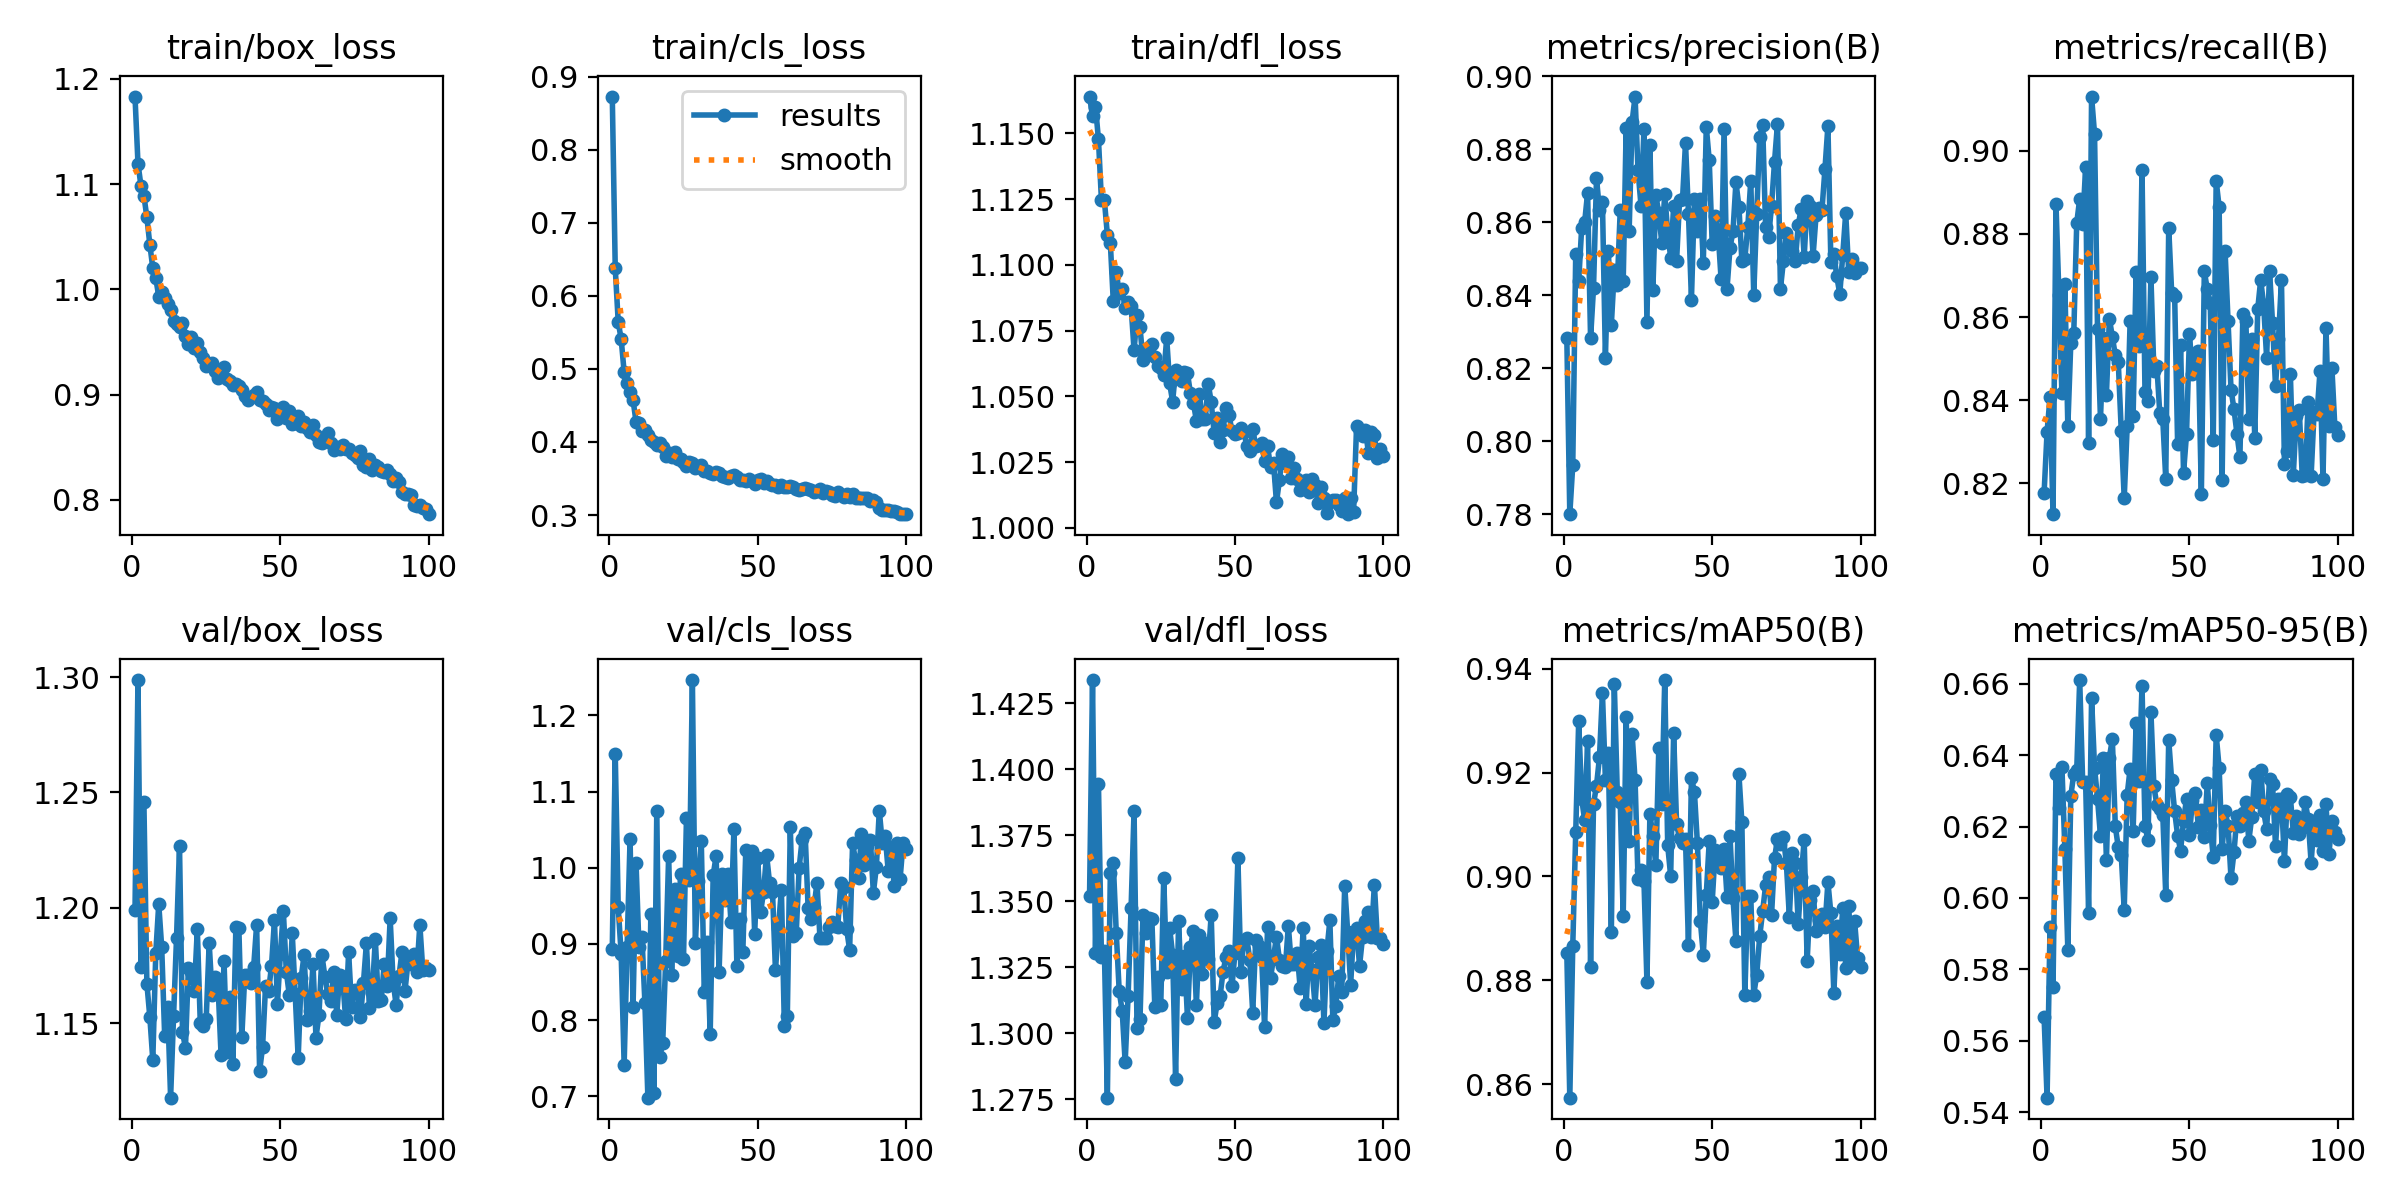 train/box_loss
1.2
1.1
1.0
0.9
0.8
0 50 100
train/cls_loss
results
smooth
0.9
0.8
0.7
0.6
0.5
0.4
0.3
0 50 100
train/dfl_loss
1.150
1.125
1.100
1.075
1.050
1.025
1.000
0 50 100
metrics/precision(B)
0.90
0.88
0.86
0.84
0.82
0.80
0.78
0 50 100
metrics/recall(B)
0.90
0.88
0.86
0.84
0.82
0 50 100
val/box_loss
1.30
1.25
1.20
1.15
0 50 100
val/cls_loss
1.2
1.1
1.0
0.9
0.8
0.7
0 50 100
val/dfl_loss
1.425
1.400
1.375
1.350
1.325
1.300
1.275
0 50 100
metrics/mAP50(B)
0.94
0.92
0.90
0.88
0.86
0 50 100
metrics/mAP50-95(B)
0.66
0.64
0.62
0.60
0.58
0.56
0.54
0 50 100